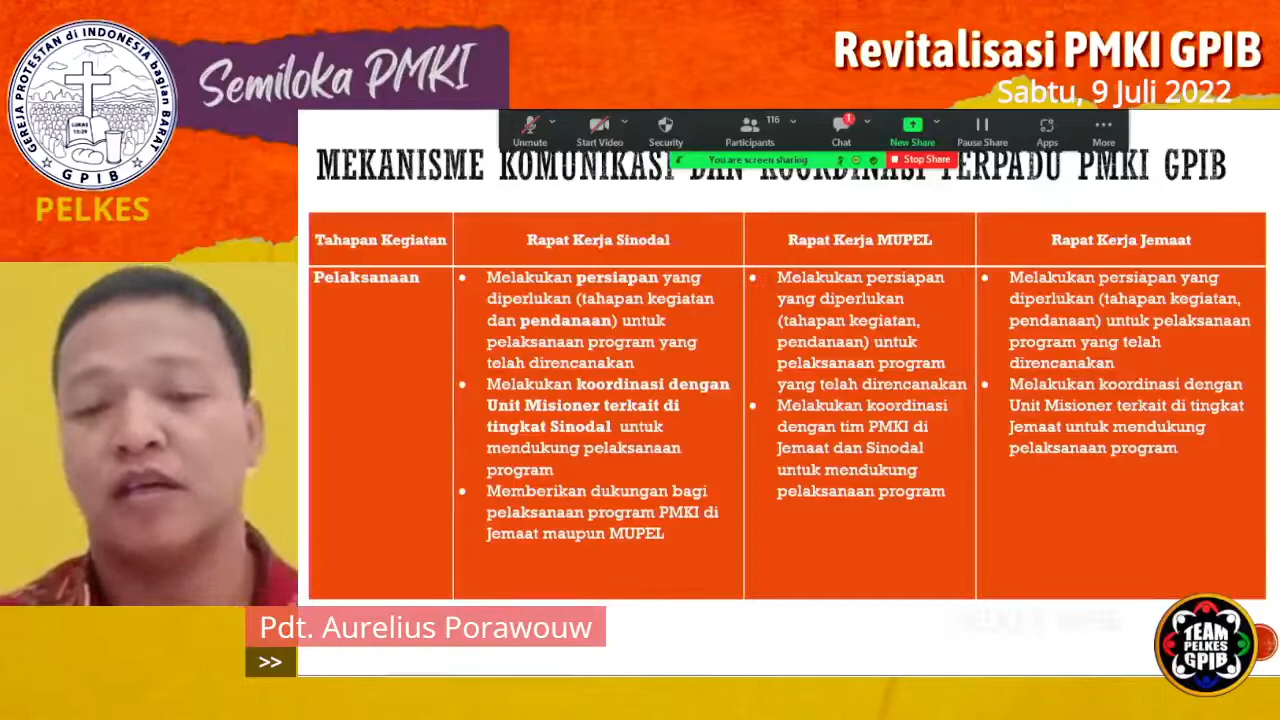 GEREJA PROTESTAN di INDONESIA bagian BARAT
GPIB
LUKAS
PELKES
Semiloka PMKI
Revitalisasi PMKI GPIB
Sabtu, 9 Juli 2022
Unmute
Start Video
Security
116
Participants
1
Chat
New Share
Pause Share
Apps
More
You are screen sharing
Stop Share
MEKANISME KOMUNIKASI DAN KOORDINASI TERPADU PMKI GPIB
Tahapan Kegiatan
Rapat Kerja Sinodal
Rapat Kerja MUPEL
Rapat Kerja Jemaat
Pelaksanaan
• Melakukan persiapan yang
diperlukan (tahapan kegiatan
dan pendanaan) untuk
pelaksanaan program yang
telah direncanakan
• Melakukan koordinasi dengan
Unit Misioner terkait di
tingkat Sinodal untuk
mendukung pelaksanaan
program
• Memberikan dukungan bagi
pelaksanaan program PMKI di
Jemaat maupun MUPEL
• Melakukan persiapan
yang diperlukan
(tahapan kegiatan,
pendanaan) untuk
pelaksanaan program
yang telah direncanakan
• Melakukan koordinasi
dengan tim PMKI di
Jemaat dan Sinodal
untuk mendukung
pelaksanaan program
• Melakukan persiapan yang
diperlukan (tahapan kegiatan,
pendanaan) untuk pelaksanaan
program yang telah
direncanakan
• Melakukan koordinasi dengan
Unit Misioner terkait di tingkat
Jemaat untuk mendukung
pelaksanaan program
Pdt. Aurelius Porawouw
>>
TEAM
PELKES
GPIB